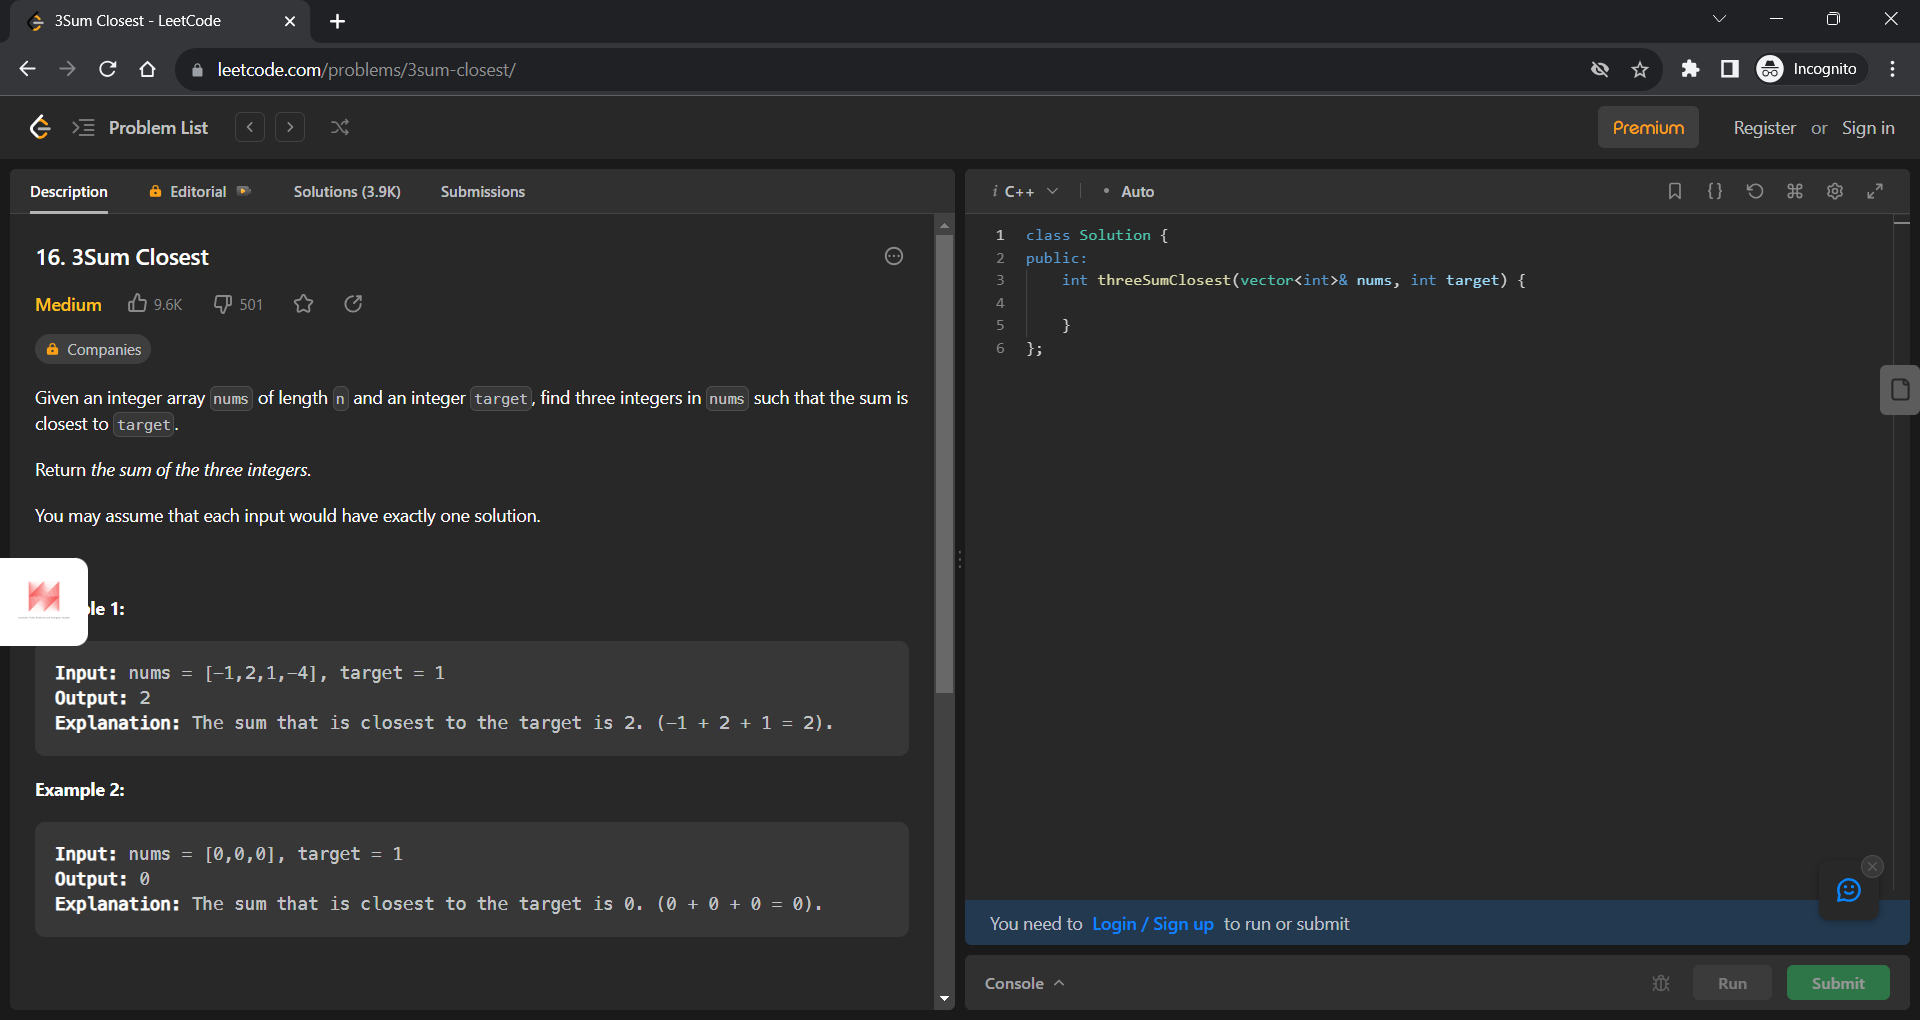 3Sum Closest - LeetCode
leetcode.com/problems/3sum-closest/
Incognito
Problem List
Premium
Register or Sign in
Description
Editorial
Solutions (3.9K)
Submissions
16. 3Sum Closest
Medium
9.6K
501
Companies
Given an integer array nums of length n and an integer target, find three integers in nums such that the sum is
closest to target.
Return the sum of the three integers.
You may assume that each input would have exactly one solution.
le 1:
Input: nums = [-1,2,1,-4], target = 1
Output: 2
Explanation: The sum that is closest to the target is 2. (-1 + 2 + 1 = 2).
Example 2:
Input: nums = [0,0,0], target = 1
Output: 0
Explanation: The sum that is closest to the target is 0. (0 + 0 + 0 = 0).
i C++
• Auto
1 class Solution {
2 public:
3 int threeSumClosest(vector<int>& nums, int target) {
4
5 }
6 };
You need to Login / Sign up to run or submit
Console
Run
Submit